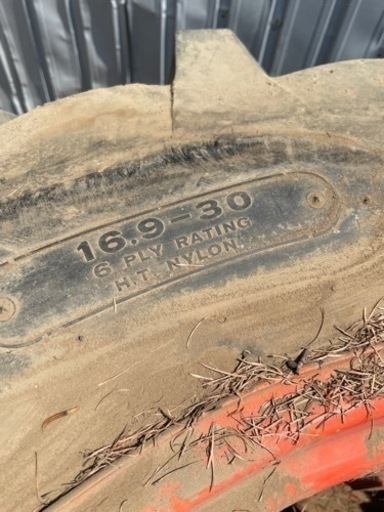 16.9-30
6 PLY RATING
H.T. NYLON